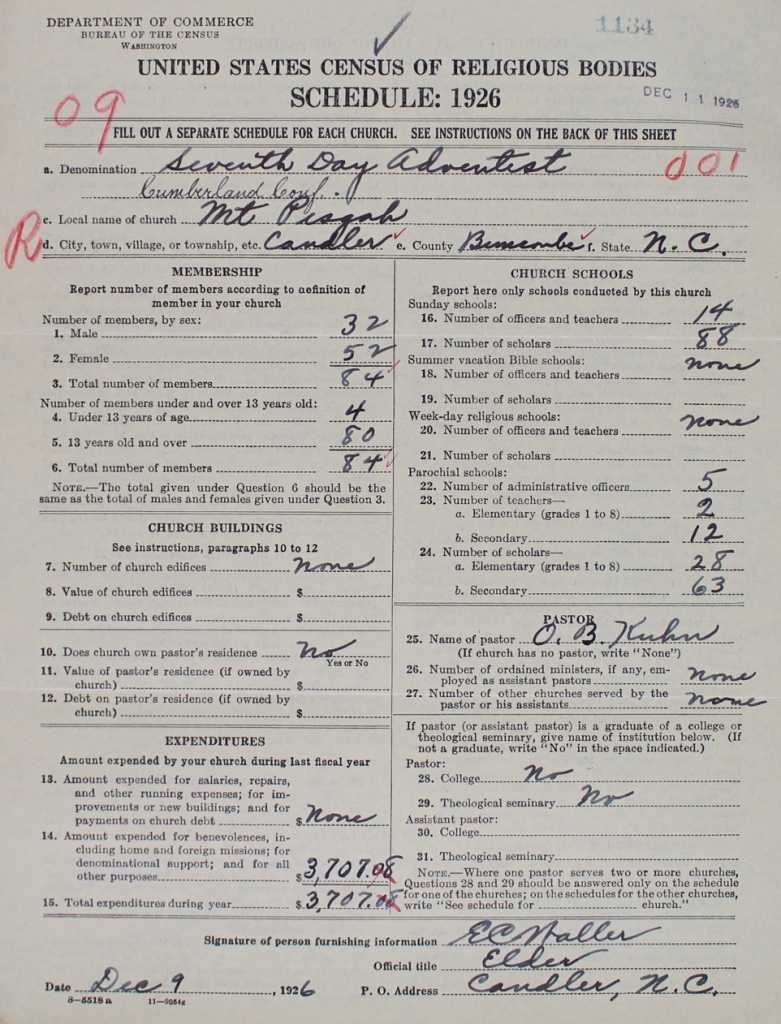 DEPARTMENT OF COMMERCE
BUREAU OF THE CENSUS
WASHINGTON
1134
UNITED STATES CENSUS OF RELIGIOUS BODIES
SCHEDULE: 1926
DEC 11 1926
09
FILL OUT A SEPARATE SCHEDULE FOR EACH CHURCH. SEE INSTRUCTIONS ON THE BACK OF THIS SHEET
a. Denomination Seventh Day Adventist
001
Cumberland Conf.
c. Local name of church Mt Pisgah
R
d. City, town, village, or township, etc. Candler e. County Buncombe f. State N. C.
MEMBERSHIP
Report number of members according to definition of
member in your church
Number of members, by sex:
1. Male 32
2. Female 52
3. Total number of members 84
Number of members under and over 13 years old:
4. Under 13 years of age 4
5. 13 years old and over 80
6. Total number of members 84
NOTE.—The total given under Question 6 should be the
same as the total of males and females given under Question 3.
CHURCH BUILDINGS
See instructions, paragraphs 10 to 12
7. Number of church edifices none
8. Value of church edifices $
9. Debt on church edifices $
10. Does church own pastor's residence No
Yes or No
11. Value of pastor's residence (if owned by
church) $
12. Debt on pastor's residence (if owned by
church) $
EXPENDITURES
Amount expended by your church during last fiscal year
13. Amount expended for salaries, repairs,
and other running expenses; for im-
provements or new buildings; and for
payments on church debt $ None
14. Amount expended for benevolences, in-
cluding home and foreign missions; for
denominational support; and for all
other purposes $ 3,707.08
15. Total expenditures during year $ 3,707.08
CHURCH SCHOOLS
Report here only schools conducted by this church
Sunday schools:
16. Number of officers and teachers 14
17. Number of scholars 88
Summer vacation Bible schools: none
18. Number of officers and teachers
19. Number of scholars
Week-day religious schools: none
20. Number of officers and teachers
21. Number of scholars
Parochial schools:
22. Number of administrative officers 5
23. Number of teachers—
a. Elementary (grades 1 to 8) 2
b. Secondary 12
24. Number of scholars—
a. Elementary (grades 1 to 8) 28
b. Secondary 63
PASTOR
25. Name of pastor O. B. Kuhn
(If church has no pastor, write "None")
26. Number of ordained ministers, if any, em-
ployed as assistant pastors none
27. Number of other churches served by the
pastor or his assistants none
If pastor (or assistant pastor) is a graduate of a college or
theological seminary, give name of institution below. (If
not a graduate, write "No" in the space indicated.)
Pastor:
28. College No
29. Theological seminary No
Assistant pastor:
30. College
31. Theological seminary
NOTE.—Where one pastor serves two or more churches,
Questions 28 and 29 should be answered only on the schedule
for one of the churches; on the schedules for the other churches,
write "See schedule for church."
Signature of person furnishing information E C Waller
Official title Elder
Date Dec 9, 1926 P. O. Address Candler, N.C.
8-5518 a 11-9054g